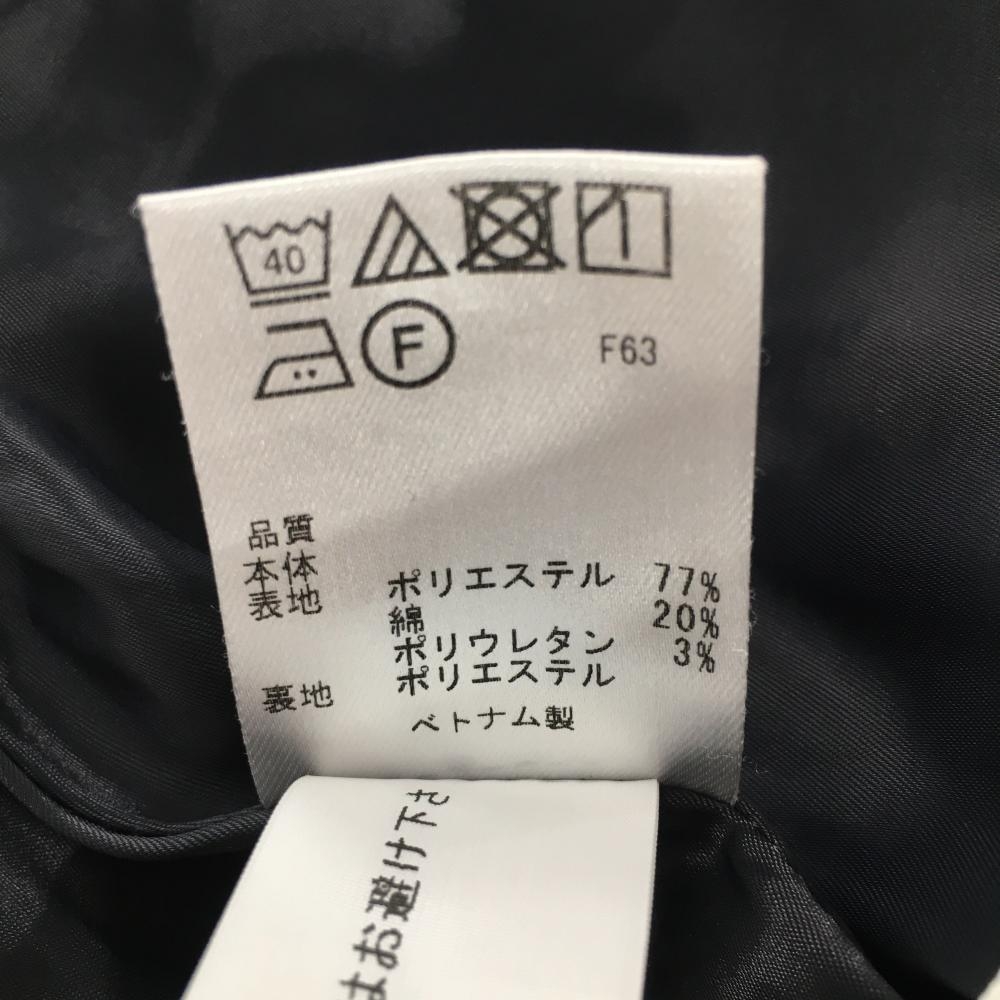 40
F
F63
品質
本体
表地 ポリエステル 77%
綿 20%
ポリウレタン 3%
裏地 ポリエステル
ベトナム製
はお避け下さ